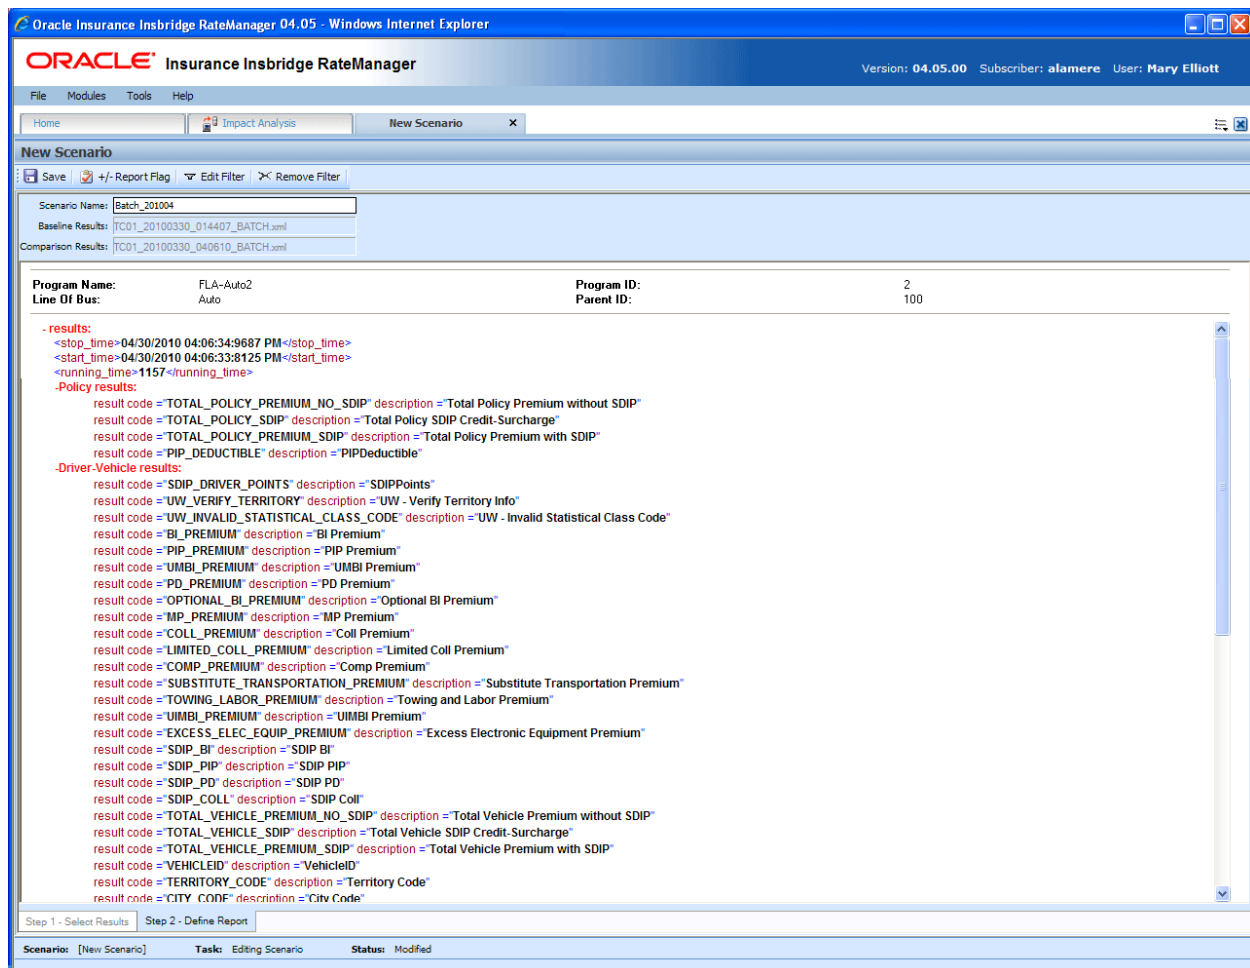 Oracle Insurance Insbridge RateManager 04.05 - Windows Internet Explorer
ORACLE Insurance Insbridge RateManager
Version: 04.05.00 Subscriber: alamere User: Mary Elliott
File Modules Tools Help
Home Impact Analysis New Scenario x
New Scenario
Save +/- Report Flag Edit Filter Remove Filter
Scenario Name: Batch_201004
Baseline Results: TC01_20100330_014407_BATCH.xml
Comparison Results: TC01_20100330_040610_BATCH.xml
Program Name: FLA-Auto2 Program ID: 2
Line Of Bus: Auto Parent ID: 100
- results:
<stop_time>04/30/2010 04:06:34:9687 PM</stop_time>
<start_time>04/30/2010 04:06:33:8125 PM</start_time>
<running_time>1157</running_time>
-Policy results:
result code ="TOTAL_POLICY_PREMIUM_NO_SDIP" description ="Total Policy Premium without SDIP"
result code ="TOTAL_POLICY_SDIP" description ="Total Policy SDIP Credit-Surcharge"
result code ="TOTAL_POLICY_PREMIUM_SDIP" description ="Total Policy Premium with SDIP"
result code ="PIP_DEDUCTIBLE" description ="PIPDeductible"
-Driver-Vehicle results:
result code ="SDIP_DRIVER_POINTS" description ="SDIPPoints"
result code ="UW_VERIFY_TERRITORY" description ="UW - Verify Territory Info"
result code ="UW_INVALID_STATISTICAL_CLASS_CODE" description ="UW - Invalid Statistical Class Code"
result code ="BI_PREMIUM" description ="BI Premium"
result code ="PIP_PREMIUM" description ="PIP Premium"
result code ="UMBI_PREMIUM" description ="UMBI Premium"
result code ="PD_PREMIUM" description ="PD Premium"
result code ="OPTIONAL_BI_PREMIUM" description ="Optional BI Premium"
result code ="MP_PREMIUM" description ="MP Premium"
result code ="COLL_PREMIUM" description ="Coll Premium"
result code ="LIMITED_COLL_PREMIUM" description ="Limited Coll Premium"
result code ="COMP_PREMIUM" description ="Comp Premium"
result code ="SUBSTITUTE_TRANSPORTATION_PREMIUM" description ="Substitute Transportation Premium"
result code ="TOWING_LABOR_PREMIUM" description ="Towing and Labor Premium"
result code ="UIMBI_PREMIUM" description ="UIMBI Premium"
result code ="EXCESS_ELEC_EQUIP_PREMIUM" description ="Excess Electronic Equipment Premium"
result code ="SDIP_BI" description ="SDIP BI"
result code ="SDIP_PIP" description ="SDIP PIP"
result code ="SDIP_PD" description ="SDIP PD"
result code ="SDIP_COLL" description ="SDIP Coll"
result code ="TOTAL_VEHICLE_PREMIUM_NO_SDIP" description ="Total Vehicle Premium without SDIP"
result code ="TOTAL_VEHICLE_SDIP" description ="Total Vehicle SDIP Credit-Surcharge"
result code ="TOTAL_VEHICLE_PREMIUM_SDIP" description ="Total Vehicle Premium with SDIP"
result code ="VEHICLEID" description ="VehicleID"
result code ="TERRITORY_CODE" description ="Territory Code"
result code ="CITY_CODE" description ="City Code"
Step 1 - Select Results Step 2 - Define Report
Scenario: [New Scenario] Task: Editing Scenario Status: Modified